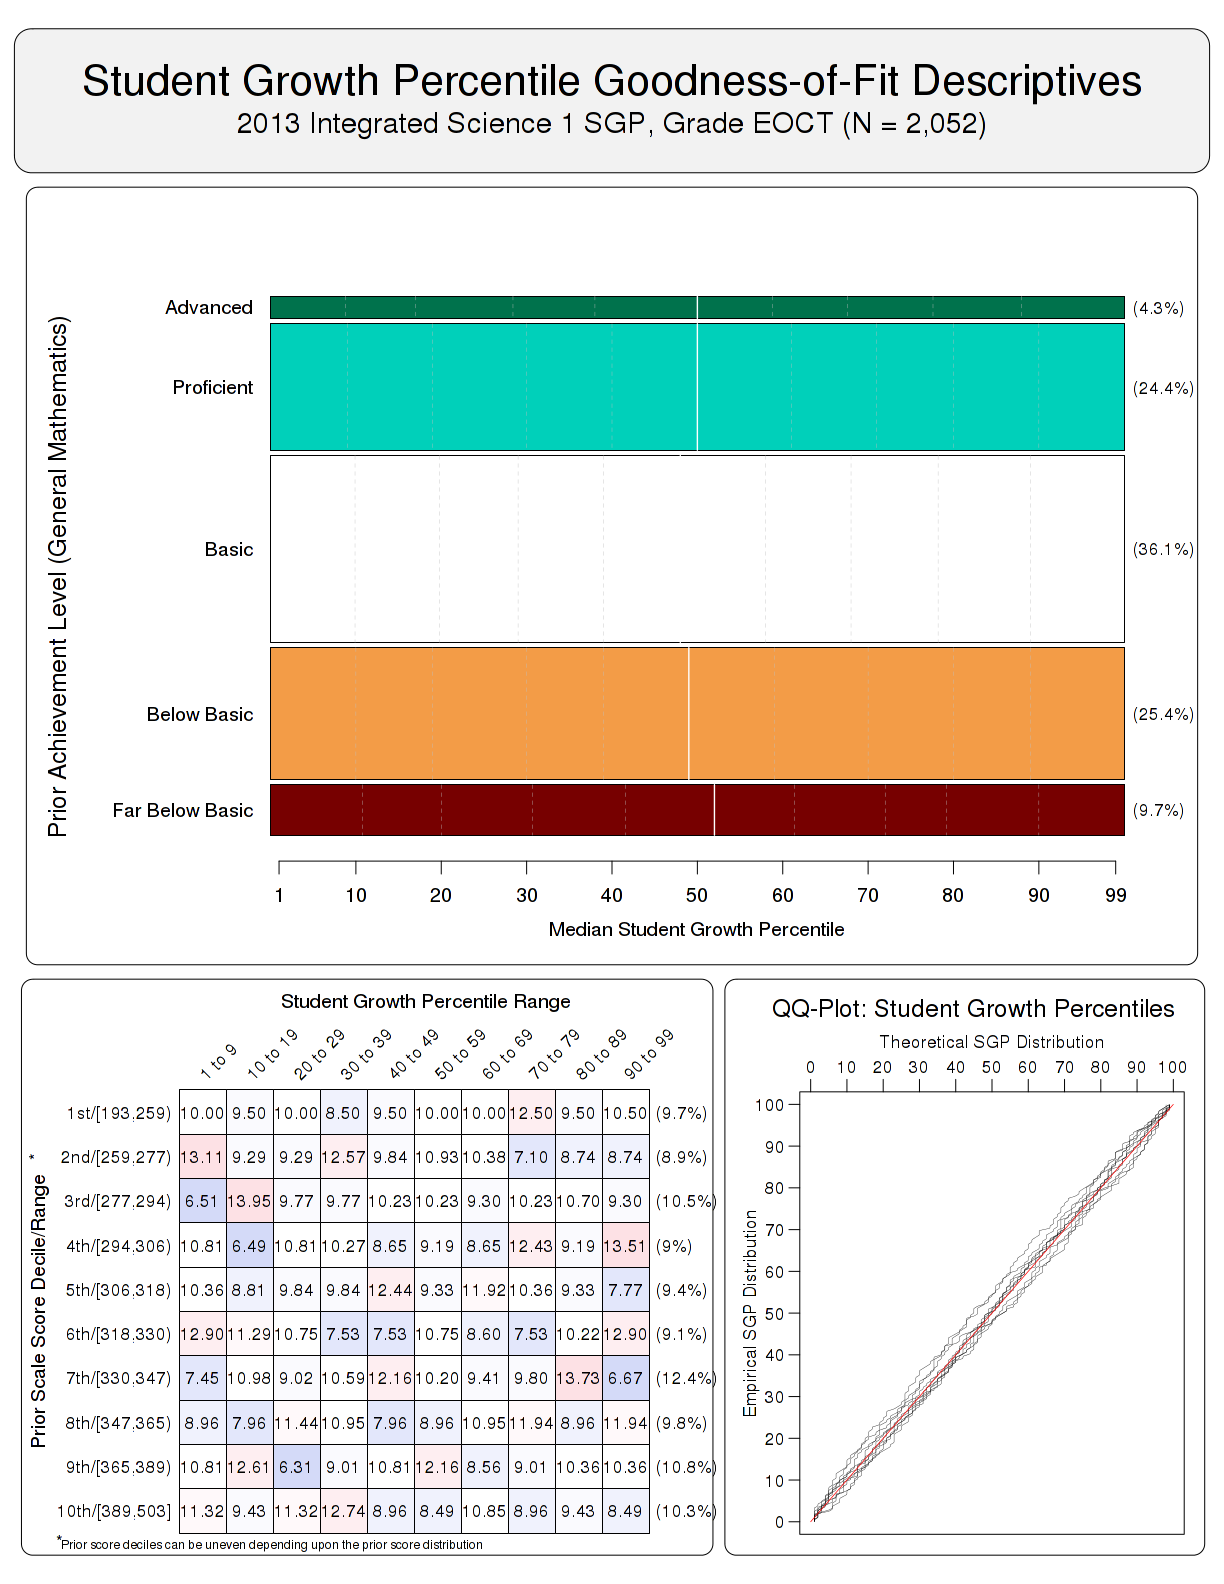 Student Growth Percentile Goodness-of-Fit Descriptives
2013 Integrated Science 1 SGP, Grade EOCT (N = 2,052)
Prior Achievement Level (General Mathematics)
Advanced (4.3%)
Proficient (24.4%)
Basic (36.1%)
Below Basic (25.4%)
Far Below Basic (9.7%)
1 10 20 30 40 50 60 70 80 90 99
Median Student Growth Percentile
Student Growth Percentile Range
1 to 9 10 to 19 20 to 29 30 to 39 40 to 49 50 to 59 60 to 69 70 to 79 80 to 89 90 to 99
Prior Scale Score Decile/Range *
1st/[193,259) 10.00 9.50 10.00 8.50 9.50 10.00 10.00 12.50 9.50 10.50 (9.7%)
2nd/[259,277) 13.11 9.29 9.29 12.57 9.84 10.93 10.38 7.10 8.74 8.74 (8.9%)
3rd/[277,294) 6.51 13.95 9.77 9.77 10.23 10.23 9.30 10.23 10.70 9.30 (10.5%)
4th/[294,306) 10.81 6.49 10.81 10.27 8.65 9.19 8.65 12.43 9.19 13.51 (9%)
5th/[306,318) 10.36 8.81 9.84 9.84 12.44 9.33 11.92 10.36 9.33 7.77 (9.4%)
6th/[318,330) 12.90 11.29 10.75 7.53 7.53 10.75 8.60 7.53 10.22 12.90 (9.1%)
7th/[330,347) 7.45 10.98 9.02 10.59 12.16 10.20 9.41 9.80 13.73 6.67 (12.4%)
8th/[347,365) 8.96 7.96 11.44 10.95 7.96 8.96 10.95 11.94 8.96 11.94 (9.8%)
9th/[365,389) 10.81 12.61 6.31 9.01 10.81 12.16 8.56 9.01 10.36 10.36 (10.8%)
10th/[389,503] 11.32 9.43 11.32 12.74 8.96 8.49 10.85 8.96 9.43 8.49 (10.3%)
*Prior score deciles can be uneven depending upon the prior score distribution
QQ-Plot: Student Growth Percentiles
Theoretical SGP Distribution
0 10 20 30 40 50 60 70 80 90 100
Empirical SGP Distribution
100
90
80
70
60
50
40
30
20
10
0